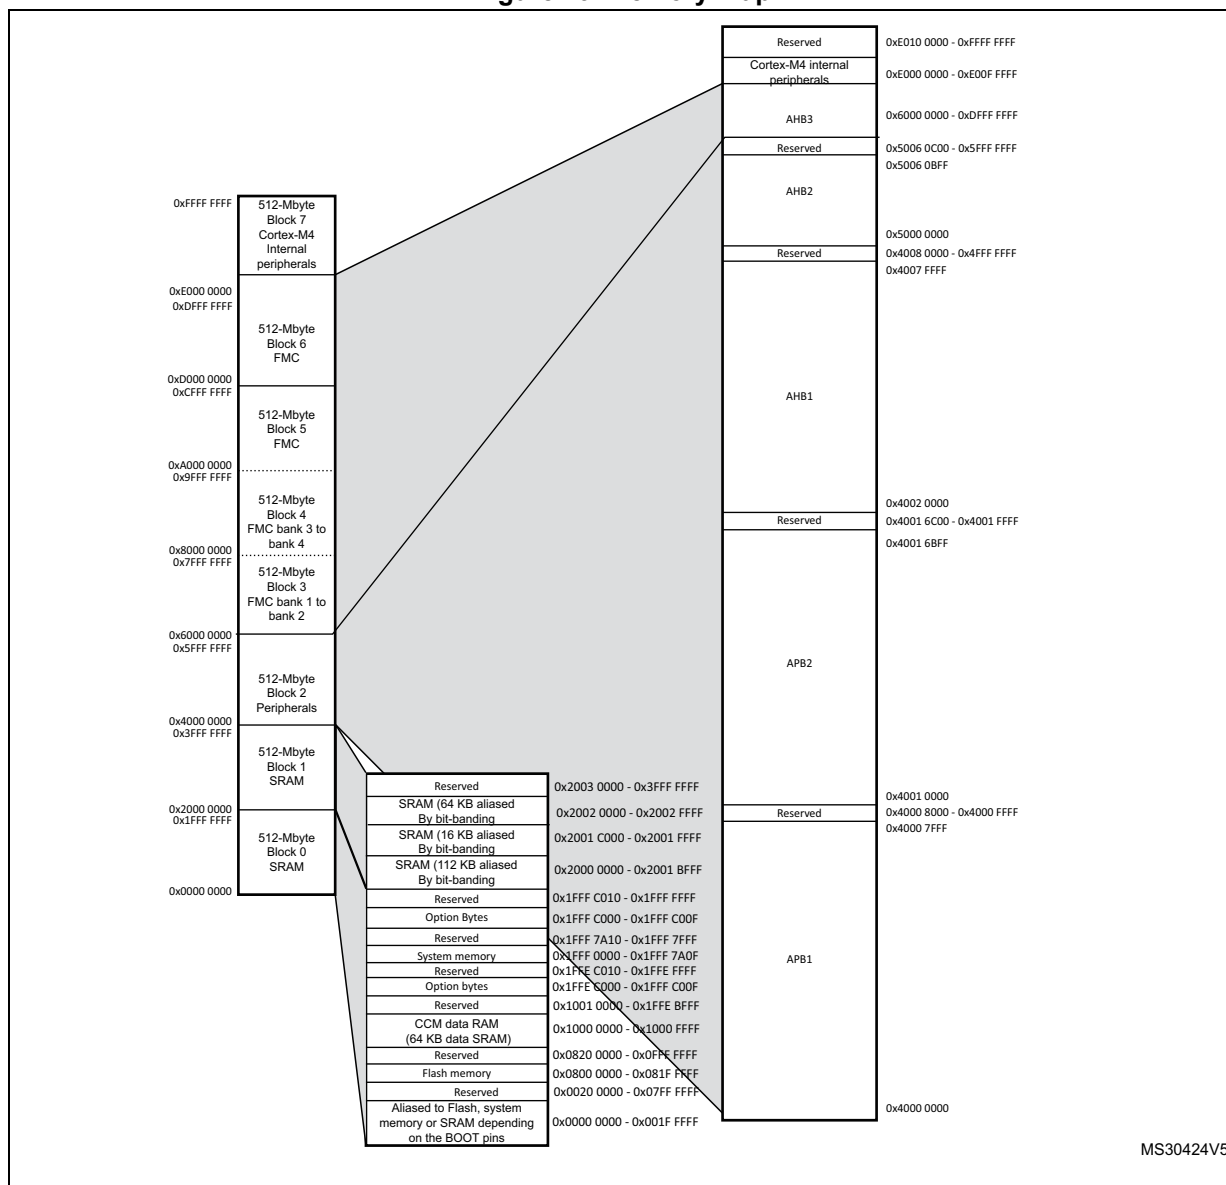 0xFFFF FFFF
512-Mbyte
Block 7
Cortex-M4
Internal
peripherals
0xE000 0000
0xDFFF FFFF
512-Mbyte
Block 6
FMC
0xD000 0000
0xCFFF FFFF
512-Mbyte
Block 5
FMC
0xA000 0000
0x9FFF FFFF
512-Mbyte
Block 4
FMC bank 3 to
bank 4
0x8000 0000
0x7FFF FFFF
512-Mbyte
Block 3
FMC bank 1 to
bank 2
0x6000 0000
0x5FFF FFFF
512-Mbyte
Block 2
Peripherals
0x4000 0000
0x3FFF FFFF
512-Mbyte
Block 1
SRAM
0x2000 0000
0x1FFF FFFF
512-Mbyte
Block 0
SRAM
0x0000 0000
Reserved 0x2003 0000 - 0x3FFF FFFF
SRAM (64 KB aliased
By bit-banding 0x2002 0000 - 0x2002 FFFF
SRAM (16 KB aliased
By bit-banding 0x2001 C000 - 0x2001 FFFF
SRAM (112 KB aliased
By bit-banding 0x2000 0000 - 0x2001 BFFF
Reserved 0x1FFF C010 - 0x1FFF FFFF
Option Bytes 0x1FFF C000 - 0x1FFF C00F
Reserved 0x1FFF 7A10 - 0x1FFF 7FFF
System memory 0x1FFF 0000 - 0x1FFF 7A0F
Reserved 0x1FFE C010 - 0x1FFE FFFF
Option bytes 0x1FFE C000 - 0x1FFF C00F
Reserved 0x1001 0000 - 0x1FFE BFFF
CCM data RAM
(64 KB data SRAM) 0x1000 0000 - 0x1000 FFFF
Reserved 0x0820 0000 - 0x0FFF FFFF
Flash memory 0x0800 0000 - 0x081F FFFF
Reserved 0x0020 0000 - 0x07FF FFFF
Aliased to Flash, system
memory or SRAM depending
on the BOOT pins 0x0000 0000 - 0x001F FFFF
Reserved 0xE010 0000 - 0xFFFF FFFF
Cortex-M4 internal
peripherals 0xE000 0000 - 0xE00F FFFF
AHB3 0x6000 0000 - 0xDFFF FFFF
Reserved 0x5006 0C00 - 0x5FFF FFFF
0x5006 0BFF
AHB2
0x5000 0000
Reserved 0x4008 0000 - 0x4FFF FFFF
0x4007 FFFF
AHB1
0x4002 0000
Reserved 0x4001 6C00 - 0x4001 FFFF
0x4001 6BFF
APB2
0x4001 0000
Reserved 0x4000 8000 - 0x4000 FFFF
0x4000 7FFF
APB1
0x4000 0000
MS30424V5